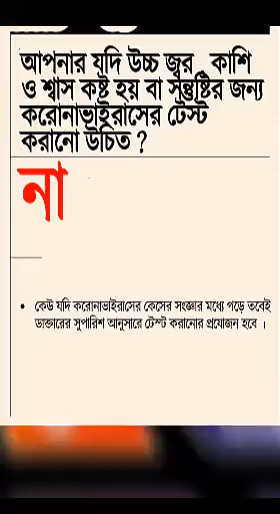 আপনার যদি উচ্চ জ্বর , কাশি
ও শ্বাস কষ্ট হয় বা সন্তুষ্টির জন্য
করোনাভাইরাসের টেস্ট
করানো উচিত ?
না
• কেউ যদি করোনাভাইরাসের কেসের সংজ্ঞার মধ্যে পড়ে তবেই
ডাক্তারের সুপারিশ আনুসারে টেস্ট করানোর প্রযোজন হবে ।